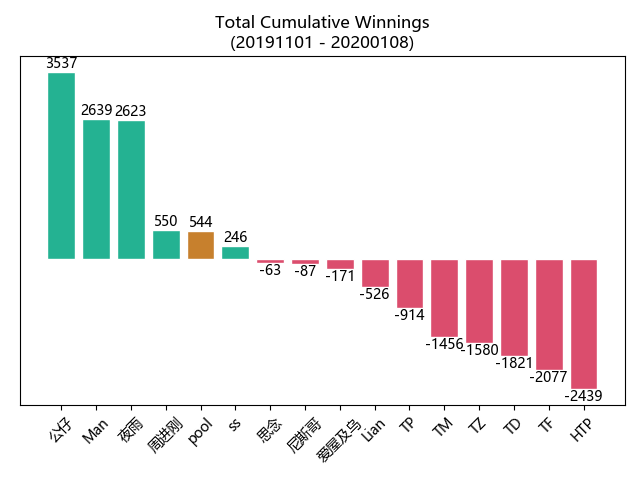 Total Cumulative Winnings
(20191101 - 20200108)
3537
2639
2623
550
544
246
-63
-87
-171
-526
-914
-1456
-1580
-1821
-2077
-2439
公仔
Man
夜雨
周进刚
pool
ss
思念
尼斯哥
爱屋及乌
Lian
TP
TM
TZ
TD
TF
HTP